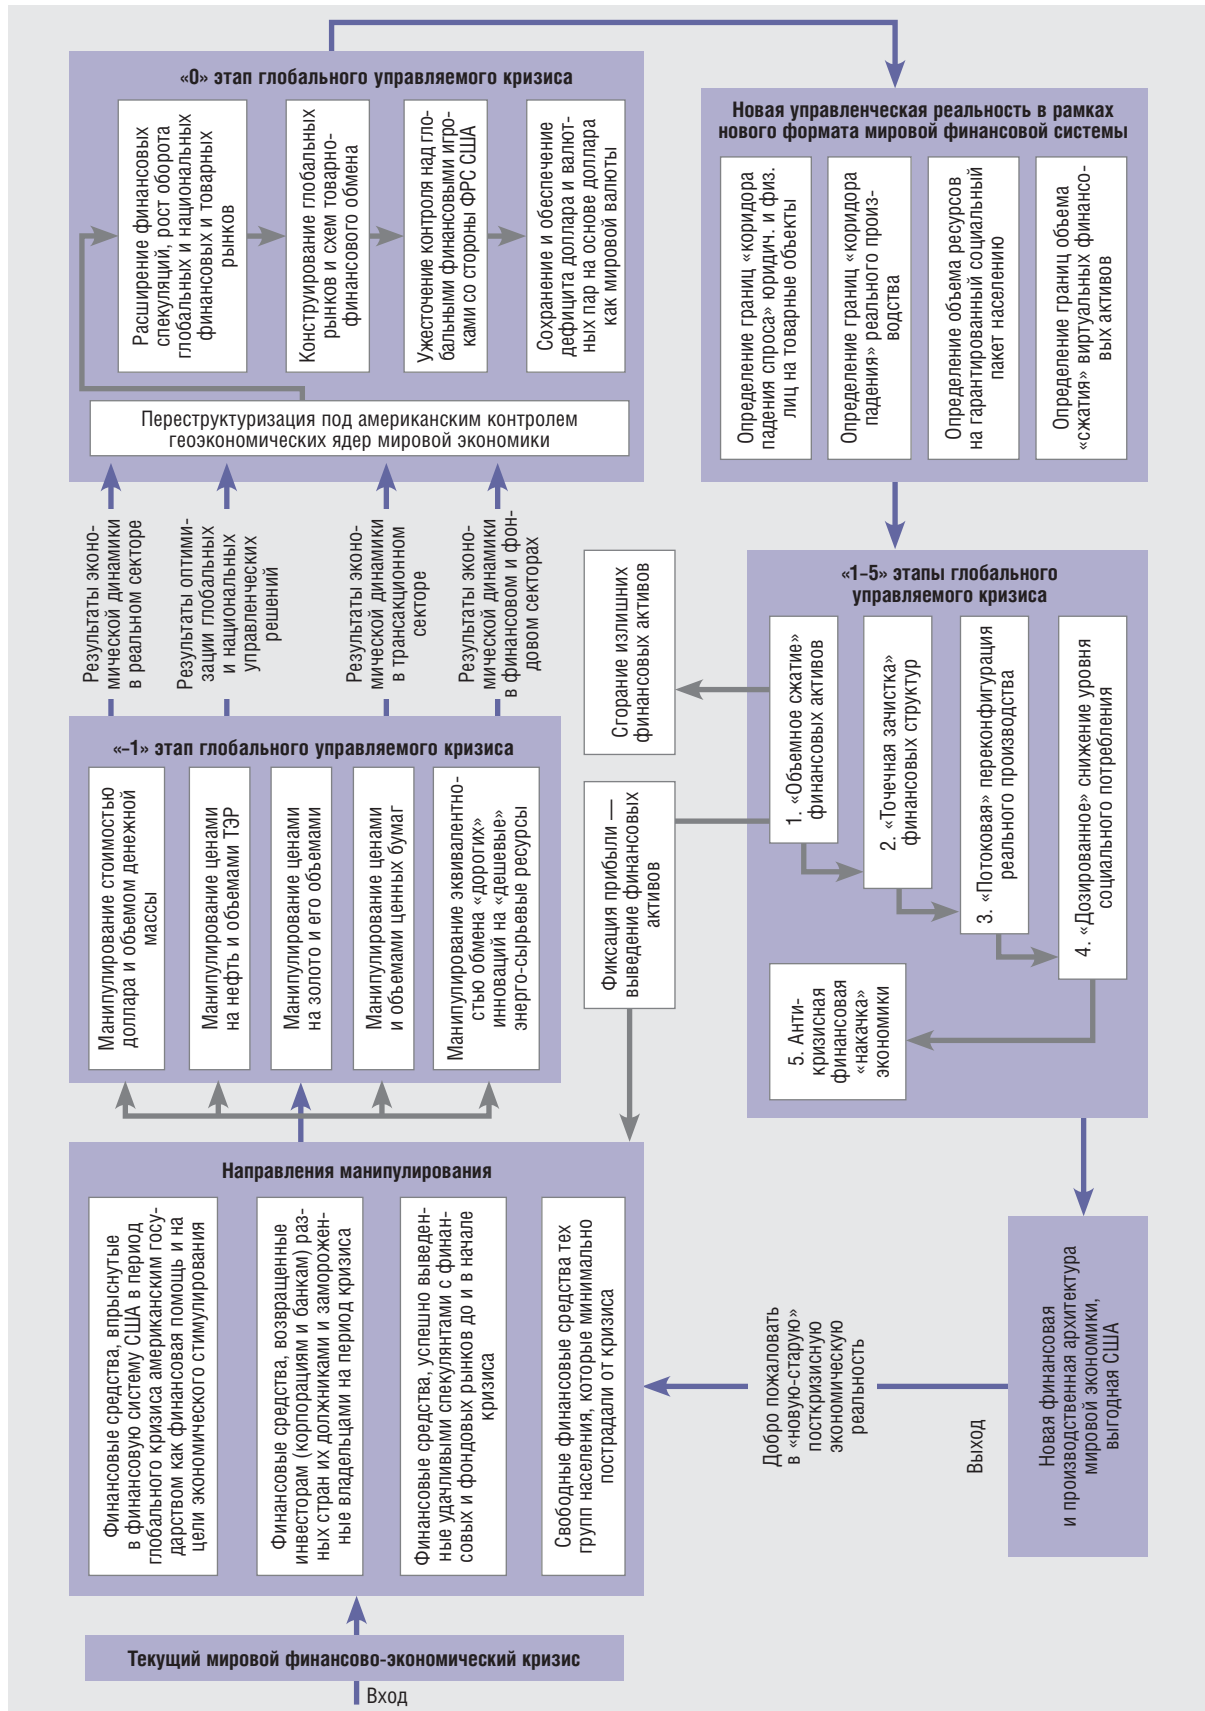 «0» этап глобального управляемого кризиса
Расширение финансовых
спекуляций, рост оборота
глобальных и национальных
финансовых и товарных
рынков
Конструирование глобальных
рынков и схем товарно-
финансового обмена
Ужесточение контроля над гло-
бальными финансовыми игро-
ками со стороны ФРС США
Сохранение и обеспечение
дефицита доллара и валют-
ных пар на основе доллара
как мировой валюты
Переструктуризация под американским контролем
геоэкономических ядер мировой экономики
Новая управленческая реальность в рамках
нового формата мировой финансовой системы
Определение границ «коридора
падения спроса» юридич. и физ.
лиц на товарные объекты
Определение границ «коридора
падения» реального произ-
водства
Определение объема ресурсов
на гарантированный социальный
пакет населению
Определение границ объема
«сжатия» виртуальных финансо-
вых активов
Результаты эконо-
мической динамики
в реальном секторе
Результаты оптими-
зации глобальных
и национальных
управленческих
решений
Результаты эконо-
мической динамики
в трансакционном
секторе
Результаты эконо-
мической динамики
в финансовом и фон-
довом секторах
«–1» этап глобального управляемого кризиса
Манипулирование стоимостью
доллара и объемом денежной
массы
Манипулирование ценами
на нефть и объемами ТЭР
Манипулирование ценами
на золото и его объемами
Манипулирование ценами
и объемами ценных бумаг
Манипулирование эквивалентно-
стью обмена «дорогих»
инноваций на «дешевые»
энерго-сырьевые ресурсы
Сгорание излишних
финансовых активов
Фиксация прибыли —
выведение финансовых
активов
«1–5» этапы глобального
управляемого кризиса
1. «Объемное сжатие»
финансовых активов
2. «Точечная зачистка»
финансовых структур
3. «Потоковая» переконфигурация
реального производства
4. «Дозированное» снижение уровня
социального потребления
5. Анти-
кризисная
финансовая
«накачка»
экономики
Направления манипулирования
Финансовые средства, впрыснутые
в финансовую систему США в период
глобального кризиса американским госу-
дарством как финансовая помощь и на
цели экономического стимулирования
Финансовые средства, возвращенные
инвесторам (корпорациям и банкам) раз-
ных стран их должниками и заморожен-
ные владельцами на период кризиса
Финансовые средства, успешно выведен-
ные удачливыми спекулянтами с финан-
совых и фондовых рынков до и в начале
кризиса
Свободные финансовые средства тех
групп населения, которые минимально
пострадали от кризиса
Добро пожаловать
в «новую-старую»
посткризисную
экономическую
реальность
Выход
Новая финансовая
и производственная архитектура
мировой экономики,
выгодная США
Текущий мировой финансово-экономический кризис
Вход